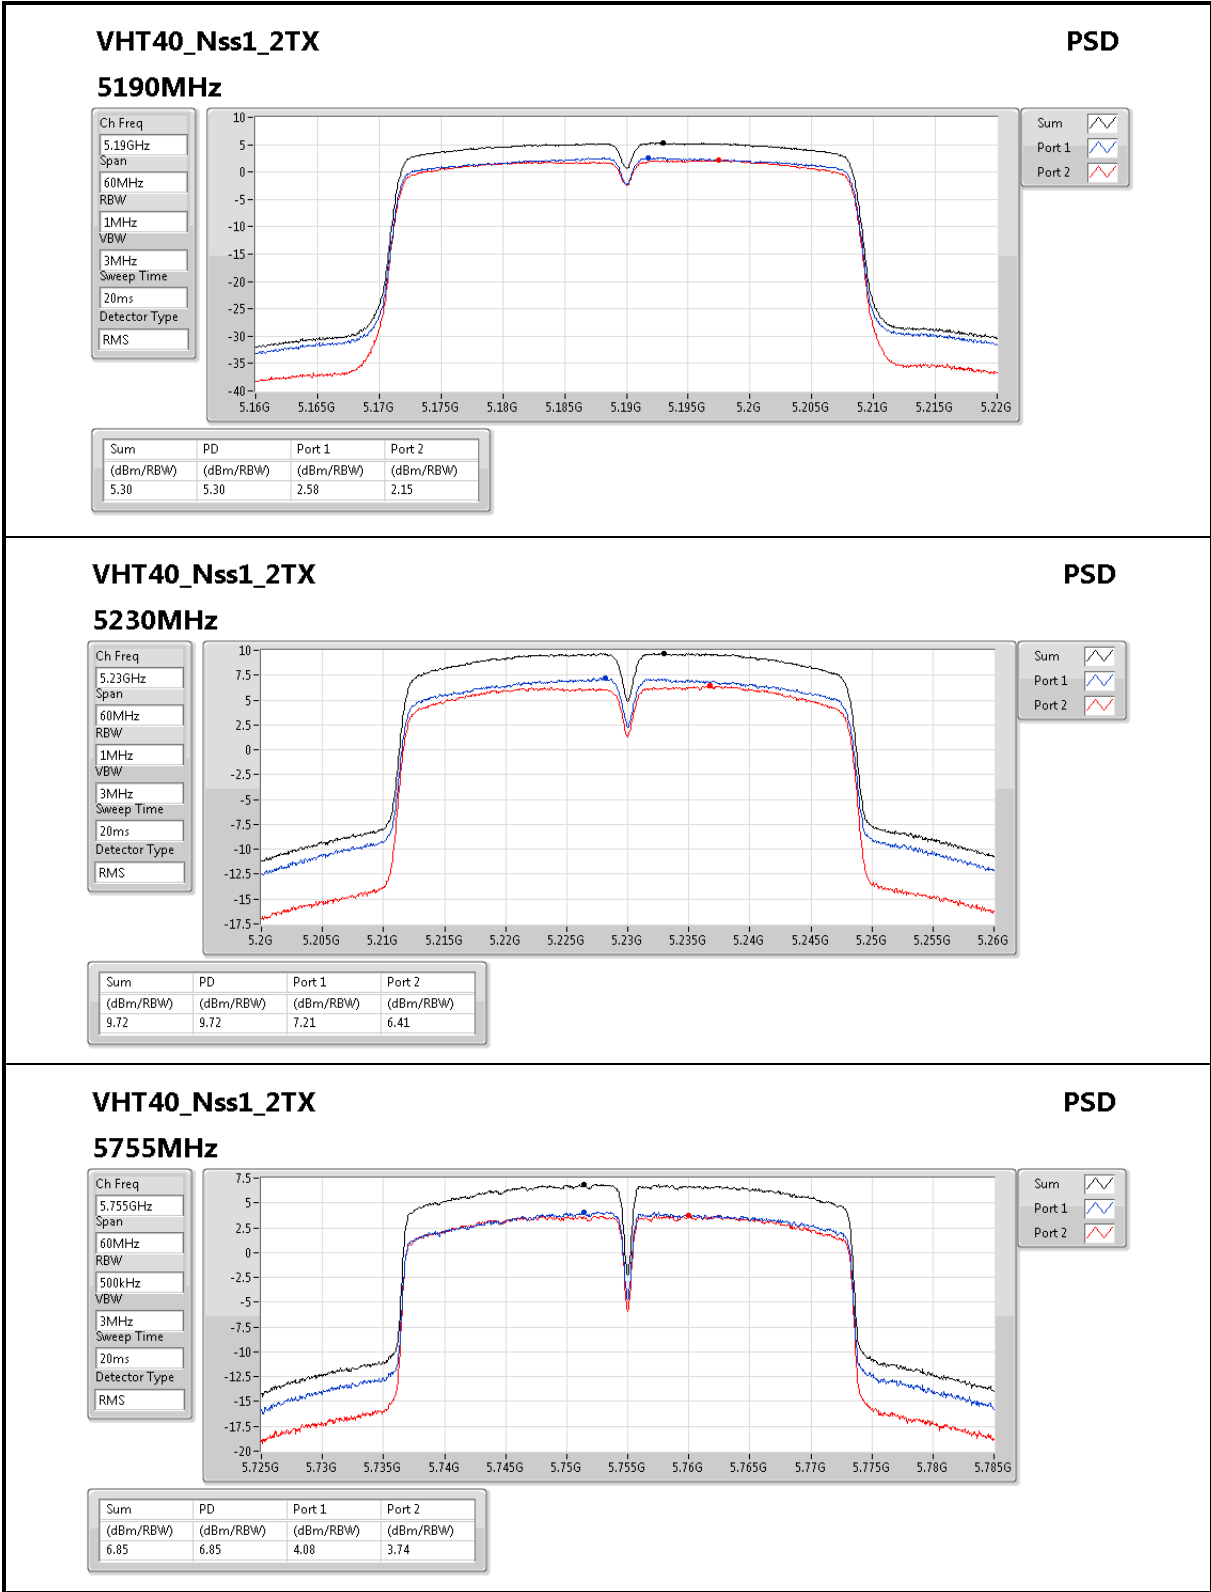 VHT40_Nss1_2TX PSD
5190MHz
Ch Freq
5.19GHz
Span
60MHz
RBW
1MHz
VBW
3MHz
Sweep Time
20ms
Detector Type
RMS
10
5
0
-5
-10
-15
-20
-25
-30
-35
-40
5.16G 5.165G 5.17G 5.175G 5.18G 5.185G 5.19G 5.195G 5.2G 5.205G 5.21G 5.215G 5.22G
Sum
Port 1
Port 2
Sum PD Port 1 Port 2
(dBm/RBW) (dBm/RBW) (dBm/RBW) (dBm/RBW)
5.30 5.30 2.58 2.15
VHT40_Nss1_2TX PSD
5230MHz
Ch Freq
5.23GHz
Span
60MHz
RBW
1MHz
VBW
3MHz
Sweep Time
20ms
Detector Type
RMS
10
7.5
5
2.5
0
-2.5
-5
-7.5
-10
-12.5
-15
-17.5
5.2G 5.205G 5.21G 5.215G 5.22G 5.225G 5.23G 5.235G 5.24G 5.245G 5.25G 5.255G 5.26G
Sum
Port 1
Port 2
Sum PD Port 1 Port 2
(dBm/RBW) (dBm/RBW) (dBm/RBW) (dBm/RBW)
9.72 9.72 7.21 6.41
VHT40_Nss1_2TX PSD
5755MHz
Ch Freq
5.755GHz
Span
60MHz
RBW
500kHz
VBW
3MHz
Sweep Time
20ms
Detector Type
RMS
7.5
5
2.5
0
-2.5
-5
-7.5
-10
-12.5
-15
-17.5
-20
5.725G 5.73G 5.735G 5.74G 5.745G 5.75G 5.755G 5.76G 5.765G 5.77G 5.775G 5.78G 5.785G
Sum
Port 1
Port 2
Sum PD Port 1 Port 2
(dBm/RBW) (dBm/RBW) (dBm/RBW) (dBm/RBW)
6.85 6.85 4.08 3.74